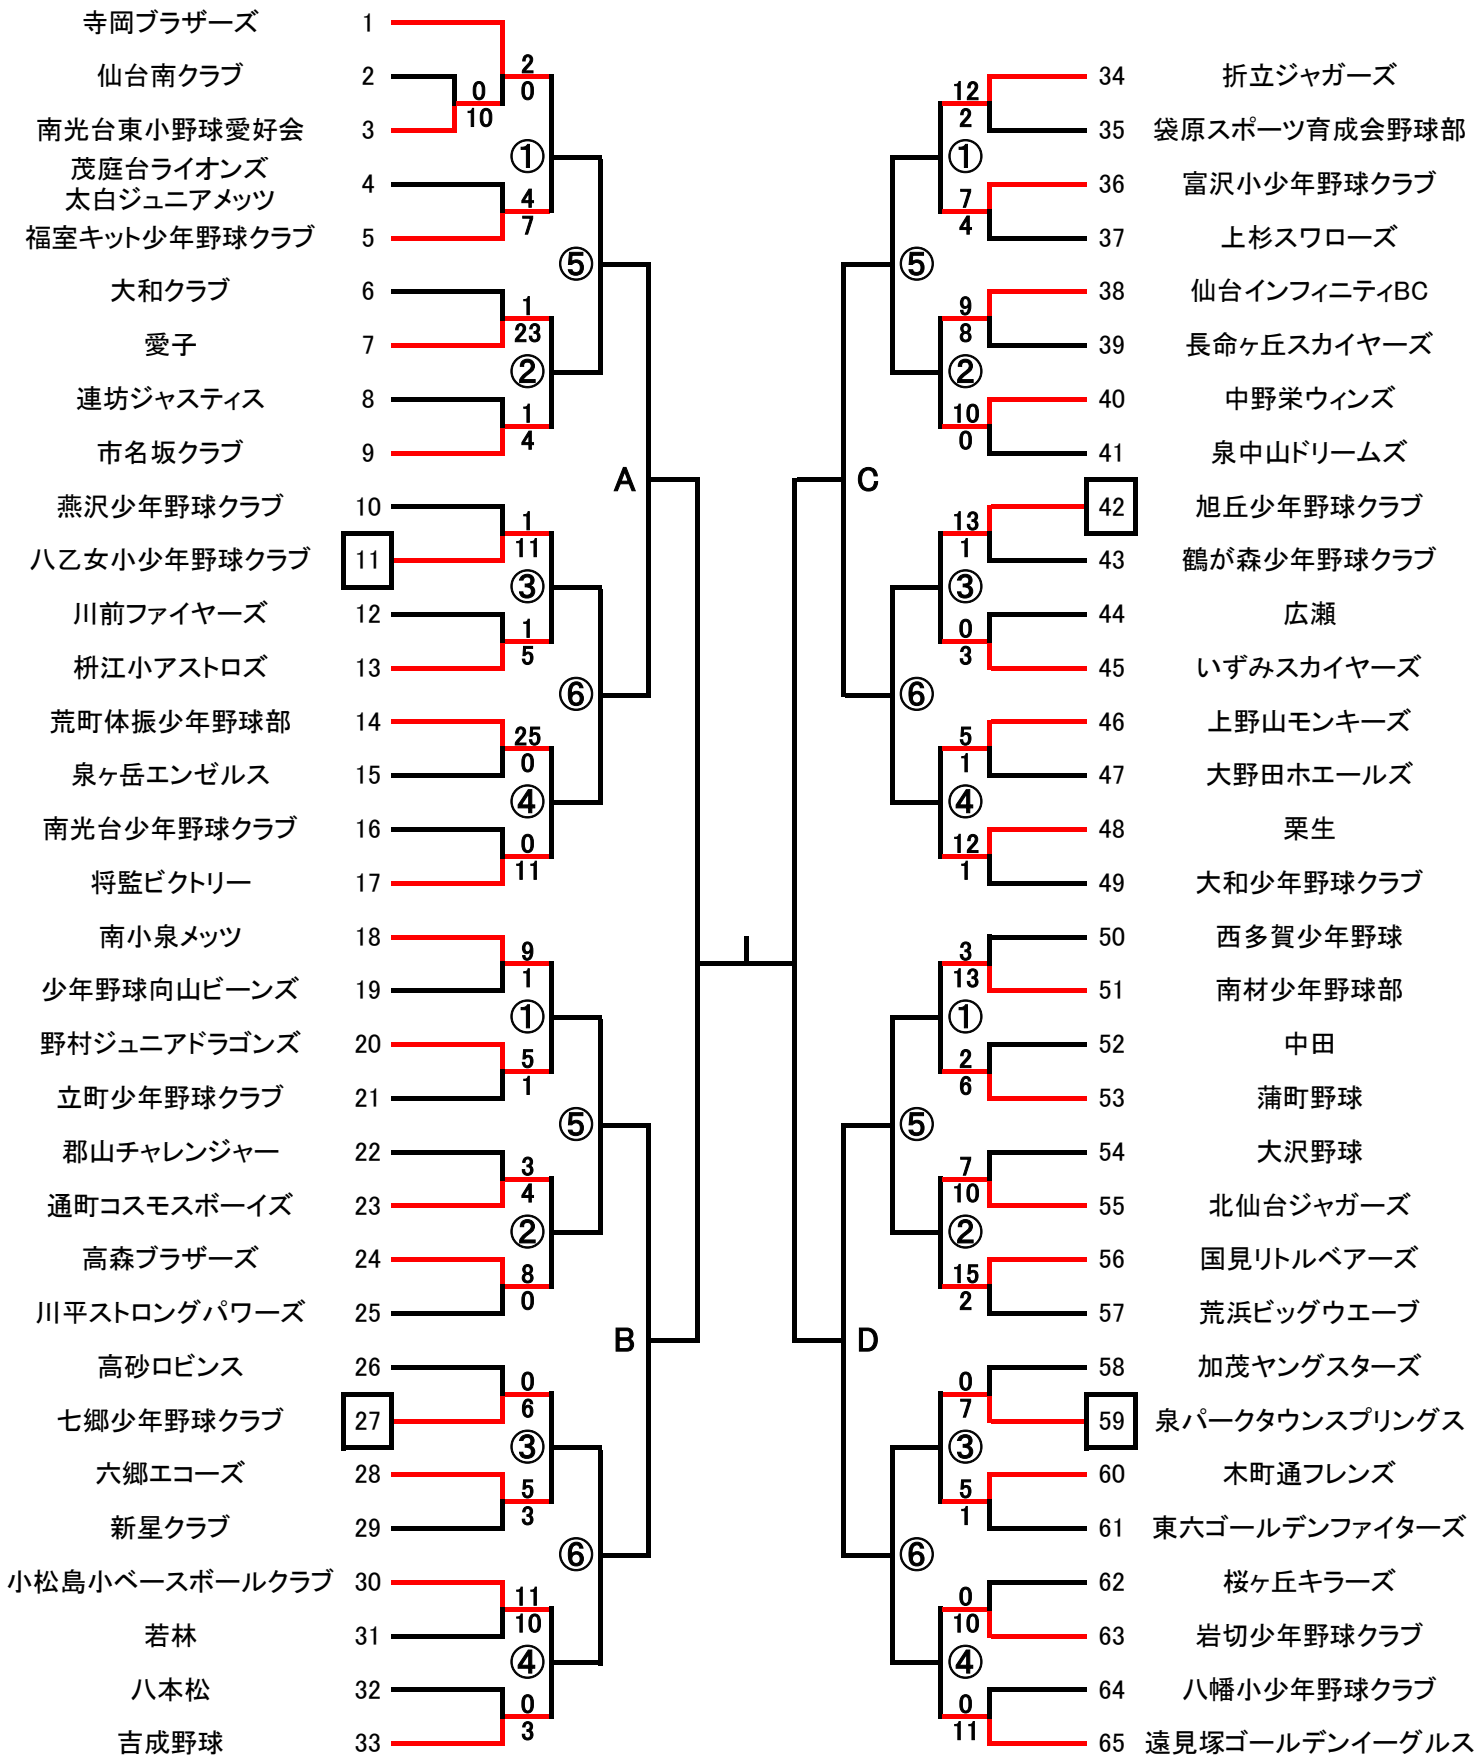 寺岡ブラザーズ 1
仙台南クラブ 2
南光台東小野球愛好会 3
0
10
2
0
①
茂庭台ライオンズ
太白ジュニアメッツ 4
福室キット少年野球クラブ 5
4
7
⑤
大和クラブ 6
愛子 7
1
23
②
連坊ジャスティス 8
市名坂クラブ 9
1
4
A
燕沢少年野球クラブ 10
八乙女小少年野球クラブ 11
1
11
③
川前ファイヤーズ 12
枡江小アストロズ 13
1
5
⑥
荒町体振少年野球部 14
泉ヶ岳エンゼルス 15
25
0
④
南光台少年野球クラブ 16
将監ビクトリー 17
0
11
南小泉メッツ 18
少年野球向山ビーンズ 19
9
1
①
野村ジュニアドラゴンズ 20
立町少年野球クラブ 21
5
1
⑤
郡山チャレンジャー 22
通町コスモスボーイズ 23
3
4
②
高森ブラザーズ 24
川平ストロングパワーズ 25
8
0
B
高砂ロビンス 26
七郷少年野球クラブ 27
0
6
③
六郷エコーズ 28
新星クラブ 29
5
3
⑥
小松島小ベースボールクラブ 30
若林 31
11
10
④
八本松 32
吉成野球 33
0
3
34 折立ジャガーズ
35 袋原スポーツ育成会野球部
12
2
①
36 富沢小少年野球クラブ
37 上杉スワローズ
7
4
⑤
38 仙台インフィニティBC
39 長命ヶ丘スカイヤーズ
9
8
②
40 中野栄ウィンズ
41 泉中山ドリームズ
10
0
C
42 旭丘少年野球クラブ
43 鶴が森少年野球クラブ
13
1
③
44 広瀬
45 いずみスカイヤーズ
0
3
⑥
46 上野山モンキーズ
47 大野田ホエールズ
5
1
④
48 栗生
49 大和少年野球クラブ
12
1
50 西多賀少年野球
51 南材少年野球部
3
13
①
52 中田
53 蒲町野球
2
6
⑤
54 大沢野球
55 北仙台ジャガーズ
7
10
②
56 国見リトルベアーズ
57 荒浜ビッグウエーブ
15
2
D
58 加茂ヤングスターズ
59 泉パークタウンスプリングス
0
7
③
60 木町通フレンズ
61 東六ゴールデンファイターズ
5
1
⑥
62 桜ヶ丘キラーズ
63 岩切少年野球クラブ
0
10
④
64 八幡小少年野球クラブ
65 遠見塚ゴールデンイーグルス
0
11